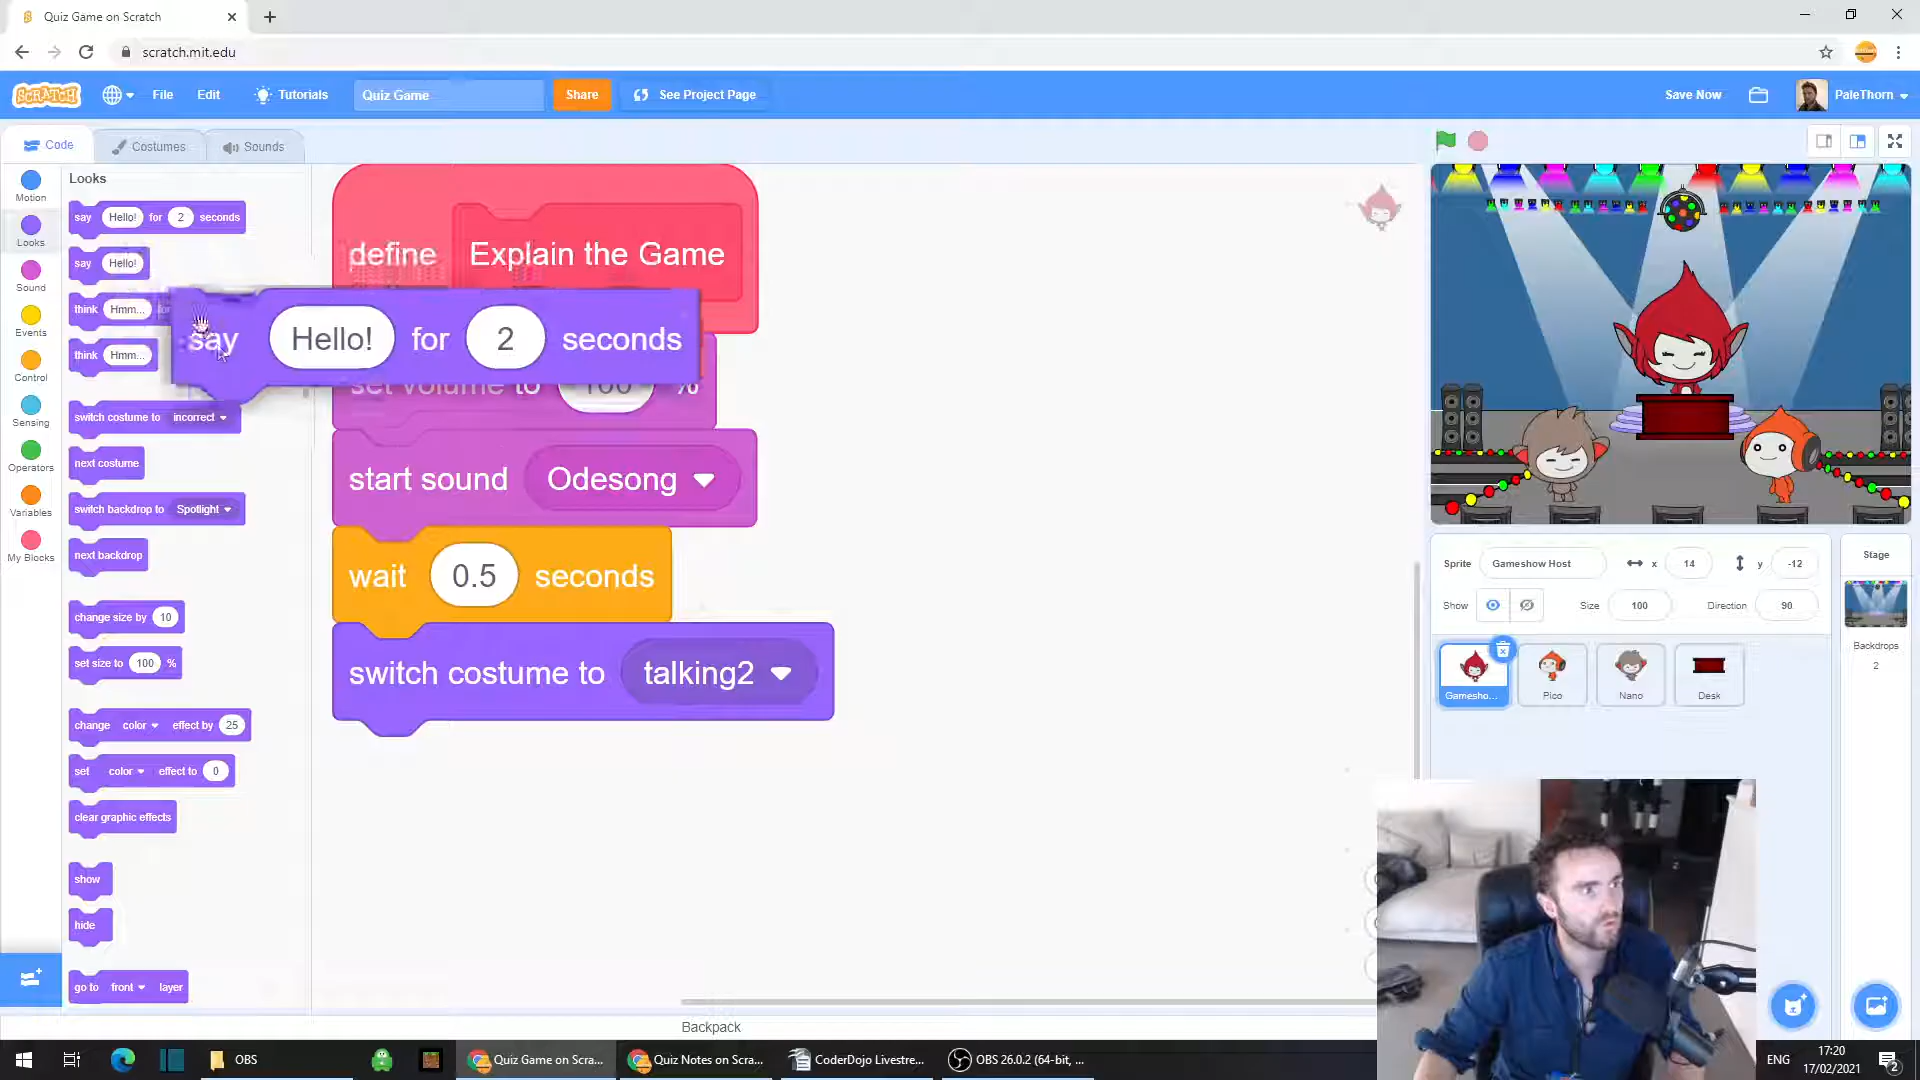 Quiz Game on Scratch
scratch.mit.edu
SCRATCH
File
Edit
Tutorials
Quiz Game
Share
See Project Page
Save Now
PaleThorn
Code
Costumes
Sounds
Motion
Looks
Sound
Events
Control
Sensing
Operators
Variables
My Blocks
Looks
say Hello! for 2 seconds
say Hello!
think Hmm...
think Hmm...
switch costume to incorrect
next costume
switch backdrop to Spotlight
next backdrop
change size by 10
set size to 100 %
change color effect by 25
set color effect to 0
clear graphic effects
show
hide
go to front layer
define Explain the Game
say Hello! for 2 seconds
set volume to 100 %
start sound Odesong
wait 0.5 seconds
switch costume to talking2
Backpack
Sprite Gameshow Host x 14 y -12
Show Size 100 Direction 90
Gamesho...
Pico
Nano
Desk
Stage
Backdrops
2
OBS
Quiz Game on Scra...
Quiz Notes on Scra...
CoderDojo Livestre...
OBS 26.0.2 (64-bit, ...
ENG
17:20
17/02/2021
2